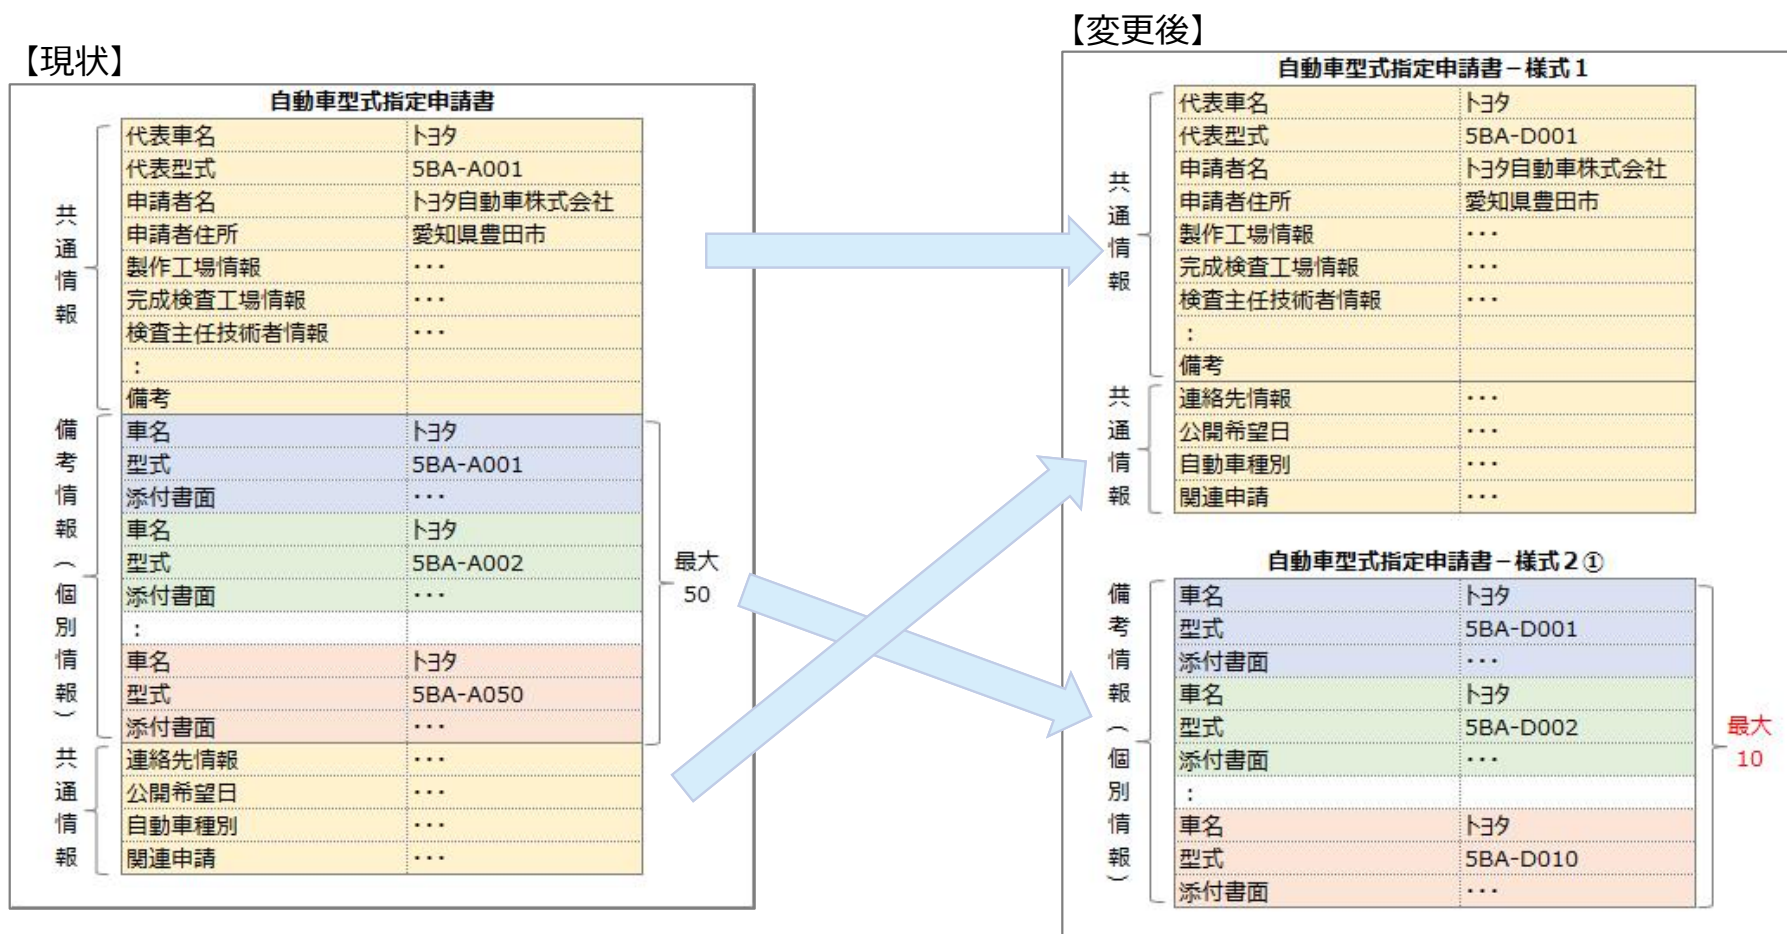 【現状】
自動車型式指定申請書
共通情報
代表車名 トヨタ
代表型式 5BA-A001
申請者名 トヨタ自動車株式会社
申請者住所 愛知県豊田市
製作工場情報 ・・・
完成検査工場情報 ・・・
検査主任技術者情報 ・・・
：
備考
備考情報（個別情報）
車名 トヨタ
型式 5BA-A001
添付書面 ・・・
車名 トヨタ
型式 5BA-A002
添付書面 ・・・
：
車名 トヨタ
型式 5BA-A050
添付書面 ・・・
最大
50
共通情報
連絡先情報 ・・・
公開希望日 ・・・
自動車種別 ・・・
関連申請 ・・・
【変更後】
自動車型式指定申請書－様式１
共通情報
代表車名 トヨタ
代表型式 5BA-D001
申請者名 トヨタ自動車株式会社
申請者住所 愛知県豊田市
製作工場情報 ・・・
完成検査工場情報 ・・・
検査主任技術者情報 ・・・
：
備考
共通情報
連絡先情報 ・・・
公開希望日 ・・・
自動車種別 ・・・
関連申請 ・・・
自動車型式指定申請書－様式２①
備考情報（個別情報）
車名 トヨタ
型式 5BA-D001
添付書面 ・・・
車名 トヨタ
型式 5BA-D002
添付書面 ・・・
：
車名 トヨタ
型式 5BA-D010
添付書面 ・・・
最大
10